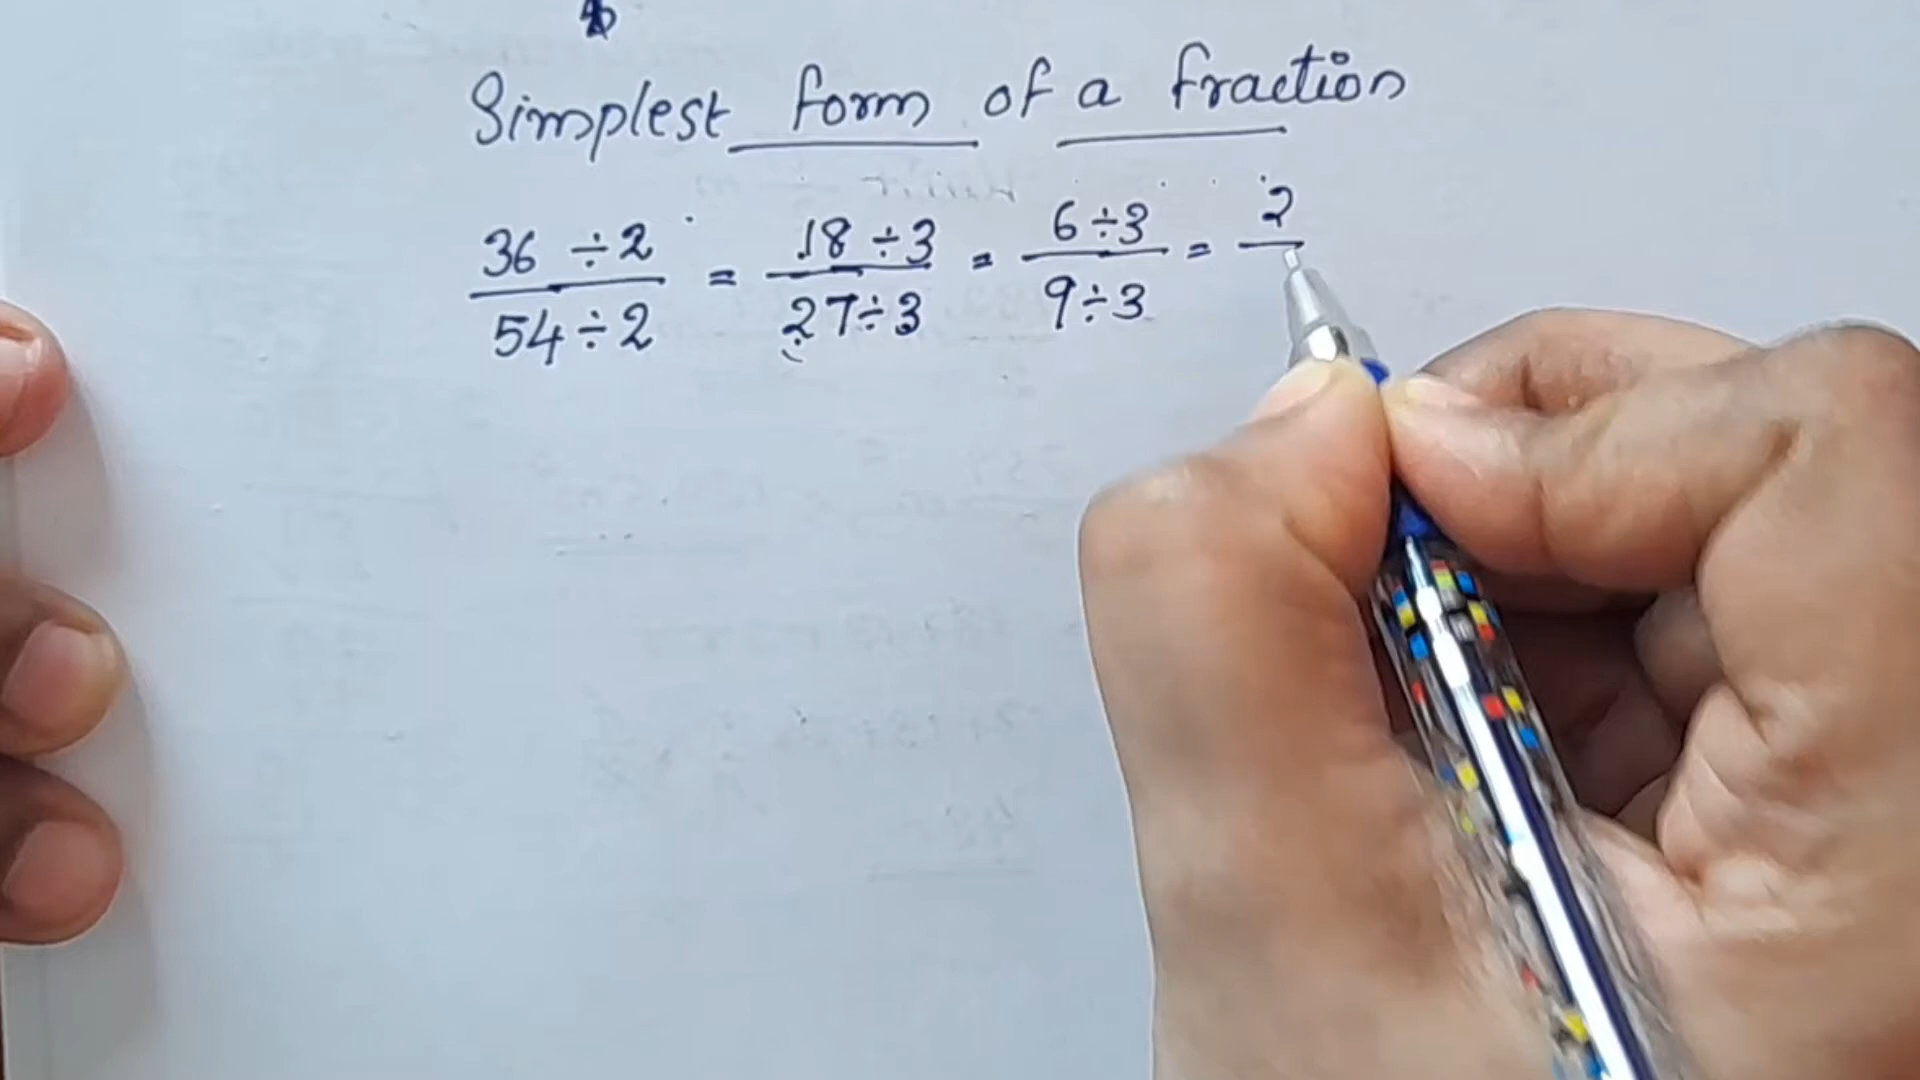 Simplest form of a fraction
36 ÷ 2 / 54 ÷ 2 = 18 ÷ 3 / 27 ÷ 3 = 6 ÷ 3 / 9 ÷ 3 = 2 /